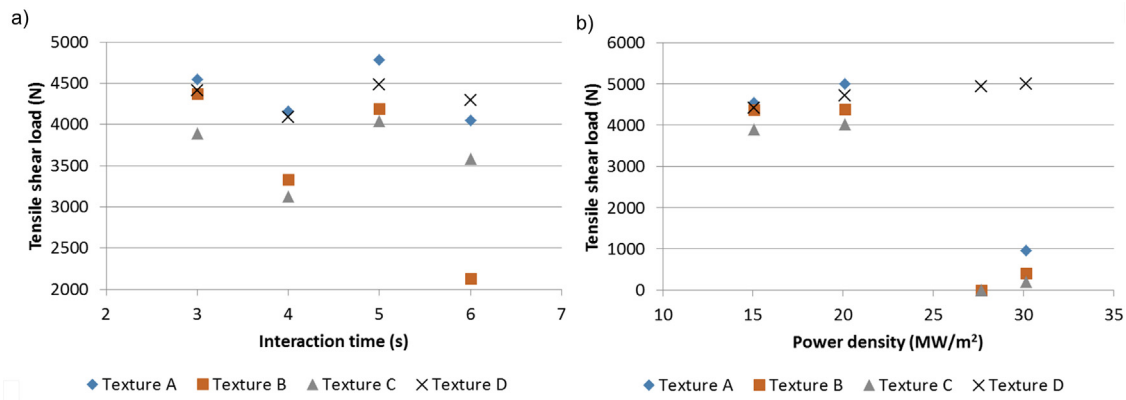 a)
5000
4500
4000
3500
3000
2500
2000
Tensile shear load (N)
2 3 4 5 6 7
Interaction time (s)
Texture A Texture B Texture C Texture D
b)
6000
5000
4000
3000
2000
1000
0
Tensile shear load (N)
10 15 20 25 30 35
Power density (MW/m²)
Texture A Texture B Texture C Texture D